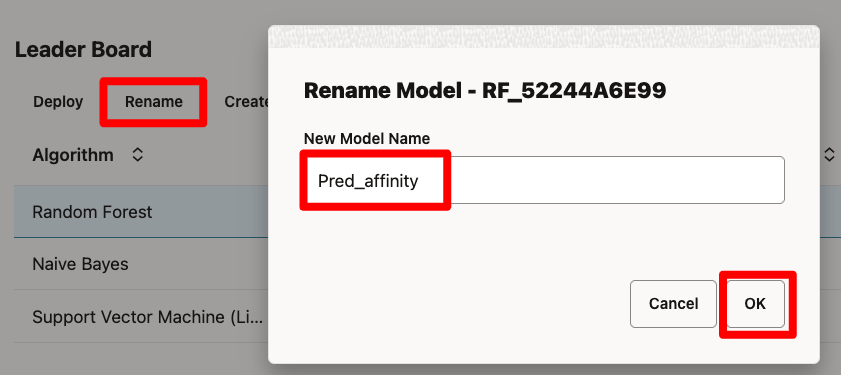 Leader Board
Deploy Rename Create
Algorithm
Random Forest
Naive Bayes
Support Vector Machine (Li...
Rename Model - RF_52244A6E99
New Model Name
Pred_affinity
Cancel OK